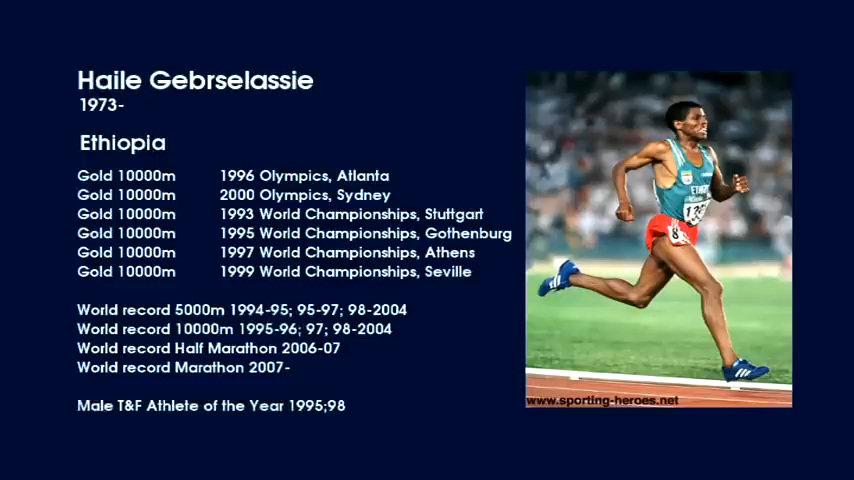 Haile Gebrselassie
1973-
Ethiopia
Gold 10000m 1996 Olympics, Atlanta
Gold 10000m 2000 Olympics, Sydney
Gold 10000m 1993 World Championships, Stuttgart
Gold 10000m 1995 World Championships, Gothenburg
Gold 10000m 1997 World Championships, Athens
Gold 10000m 1999 World Championships, Seville
World record 5000m 1994-95; 95-97; 98-2004
World record 10000m 1995-96; 97; 98-2004
World record Half Marathon 2006-07
World record Marathon 2007-
Male T&F Athlete of the Year 1995;98
8
www.sporting-heroes.net